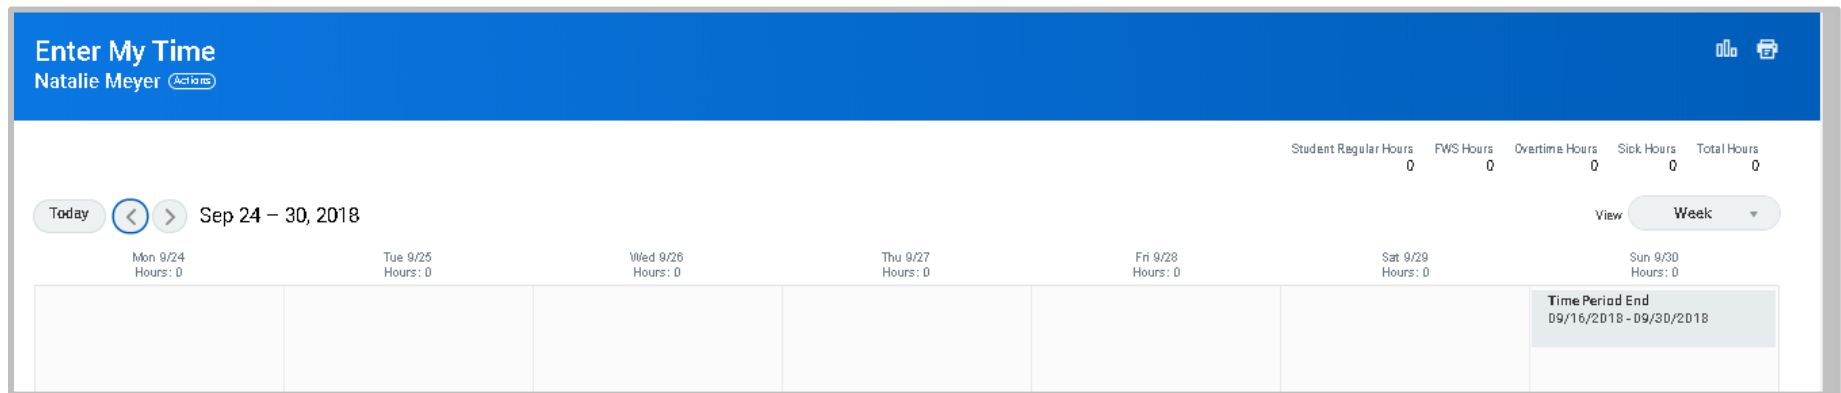 Enter My Time
Natalie Meyer Actions
Student Regular Hours FWS Hours Overtime Hours Sick Hours Total Hours
0 0 0 0 0
Today Sep 24 – 30, 2018 View Week
Mon 9/24 Tue 9/25 Wed 9/26 Thu 9/27 Fri 9/28 Sat 9/29 Sun 9/30
Hours: 0 Hours: 0 Hours: 0 Hours: 0 Hours: 0 Hours: 0 Hours: 0
Time Period End
09/16/2018 - 09/30/2018